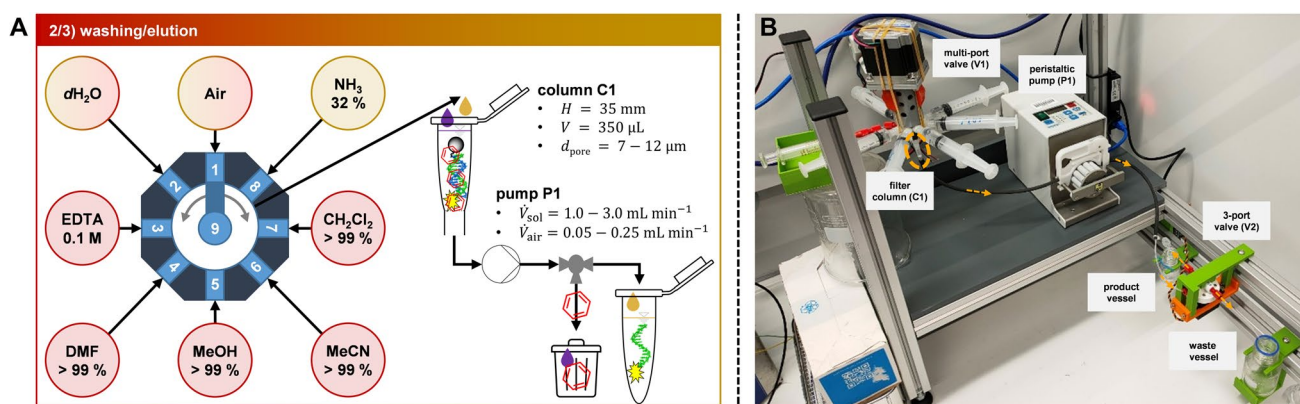 A
2/3) washing/elution
dH₂O
Air
NH₃
32 %
EDTA
0.1 M
CH₂Cl₂
> 99 %
DMF
> 99 %
MeOH
> 99 %
MeCN
> 99 %
1
2
3
4
5
6
7
8
9
column C1
• H = 35 mm
• V = 350 µL
• d_pore = 7 − 12 µm
pump P1
• V̇_sol = 1.0 − 3.0 mL min⁻¹
• V̇_air = 0.05 − 0.25 mL min⁻¹
B
multi-port
valve (V1)
peristaltic
pump (P1)
filter
column (C1)
3-port
valve (V2)
product
vessel
waste
vessel